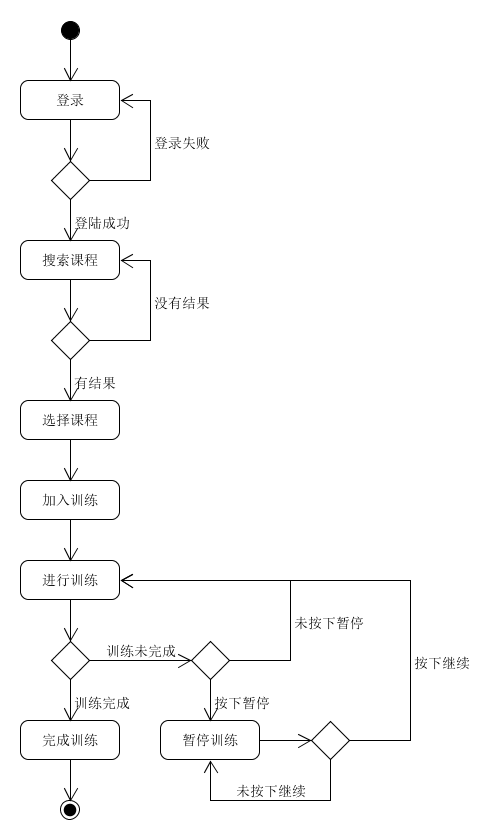 登录
登录失败
登陆成功
搜索课程
没有结果
有结果
选择课程
加入训练
进行训练
未按下暂停
训练未完成
按下继续
训练完成
按下暂停
完成训练
暂停训练
未按下继续